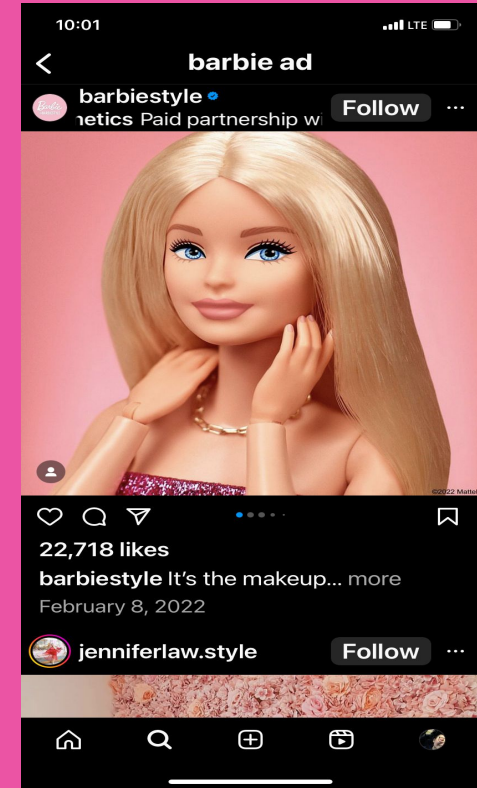 10:01 LTE
barbie ad
barbiestyle
netics Paid partnership wi
Follow
©2022 Mattel
22,718 likes
barbiestyle It’s the makeup... more
February 8, 2022
jenniferlaw.style Follow